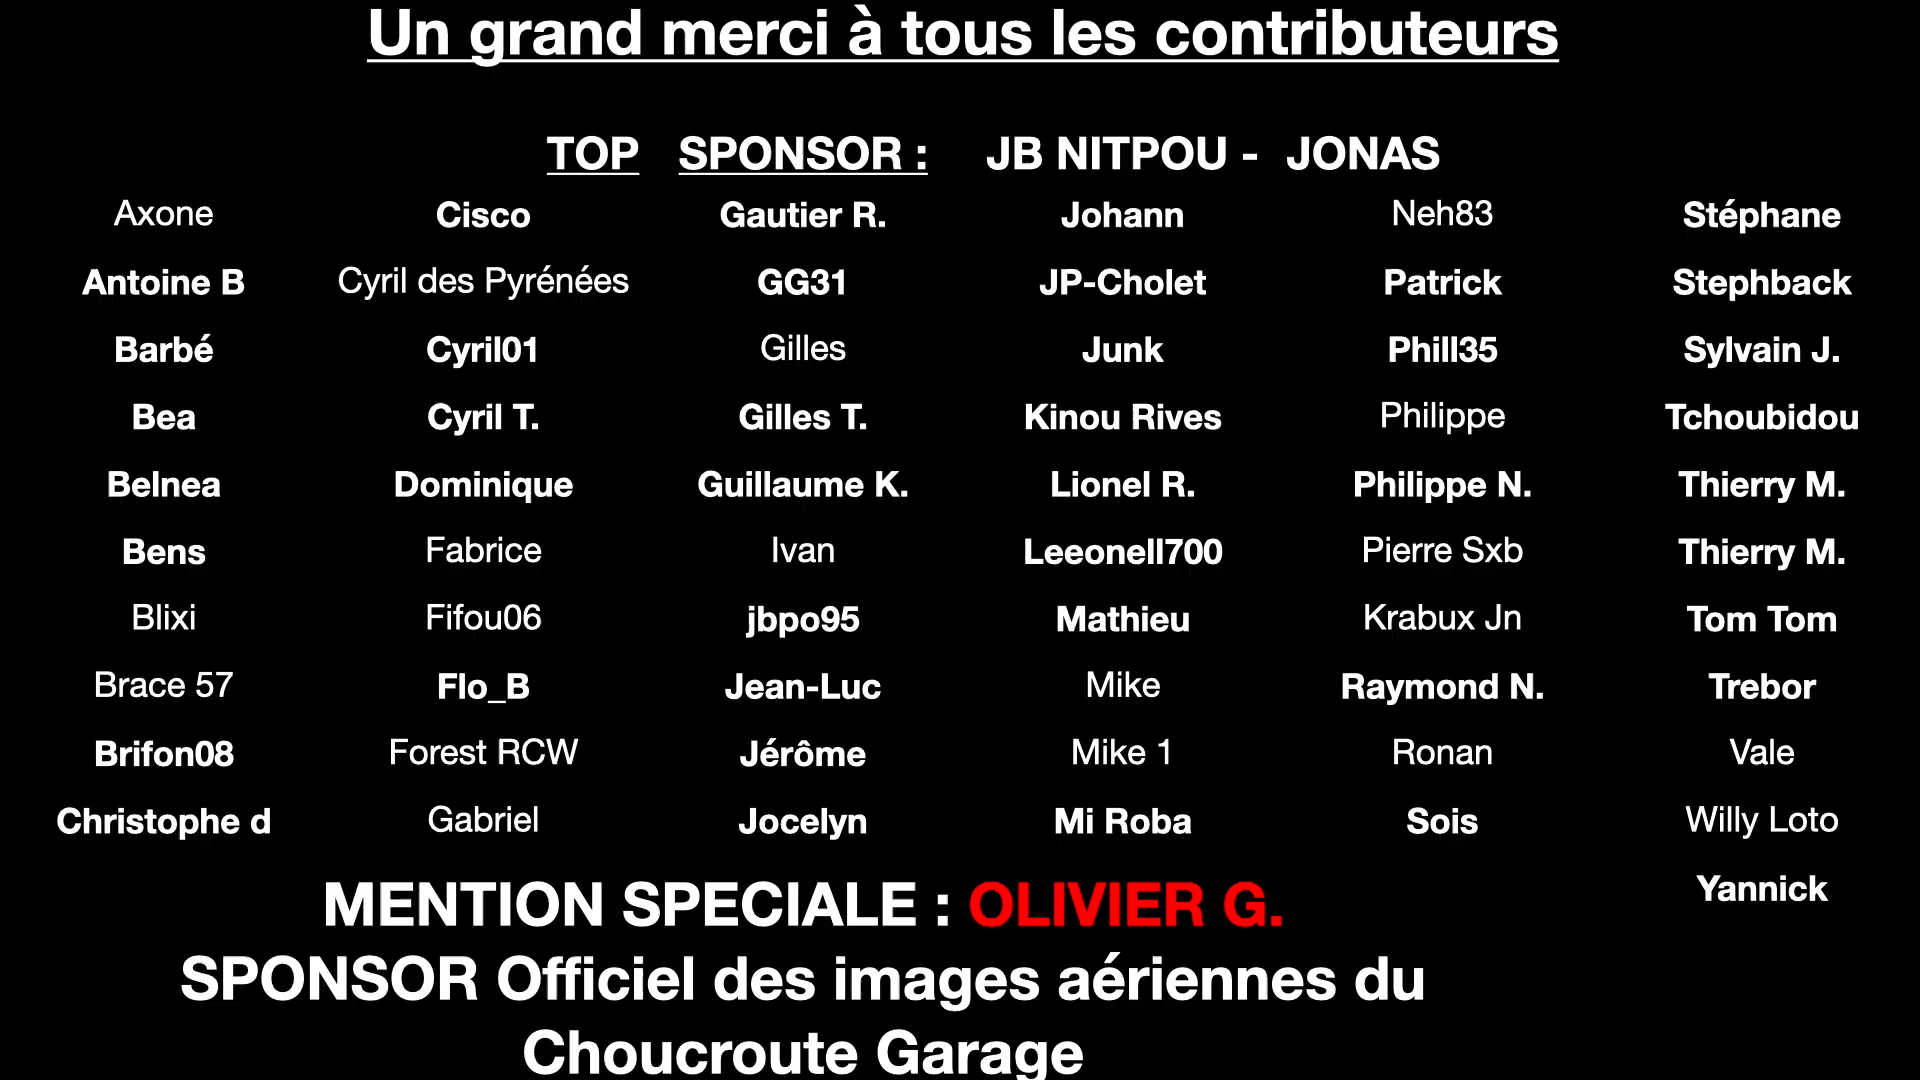 Un grand merci à tous les contributeurs
TOP SPONSOR : JB NITPOU - JONAS
Axone Cisco Gautier R. Johann Neh83 Stéphane
Antoine B Cyril des Pyrénées GG31 JP-Cholet Patrick Stephback
Barbé Cyril01 Gilles Junk Phill35 Sylvain J.
Bea Cyril T. Gilles T. Kinou Rives Philippe Tchoubidou
Belnea Dominique Guillaume K. Lionel R. Philippe N. Thierry M.
Bens Fabrice Ivan Leeonell700 Pierre Sxb Thierry M.
Blixi Fifou06 jbpo95 Mathieu Krabux Jn Tom Tom
Brace 57 Flo_B Jean-Luc Mike Raymond N. Trebor
Brifon08 Forest RCW Jérôme Mike 1 Ronan Vale
Christophe d Gabriel Jocelyn Mi Roba Sois Willy Loto
Yannick
MENTION SPECIALE : OLIVIER G.
SPONSOR Officiel des images aériennes du
Choucroute Garage